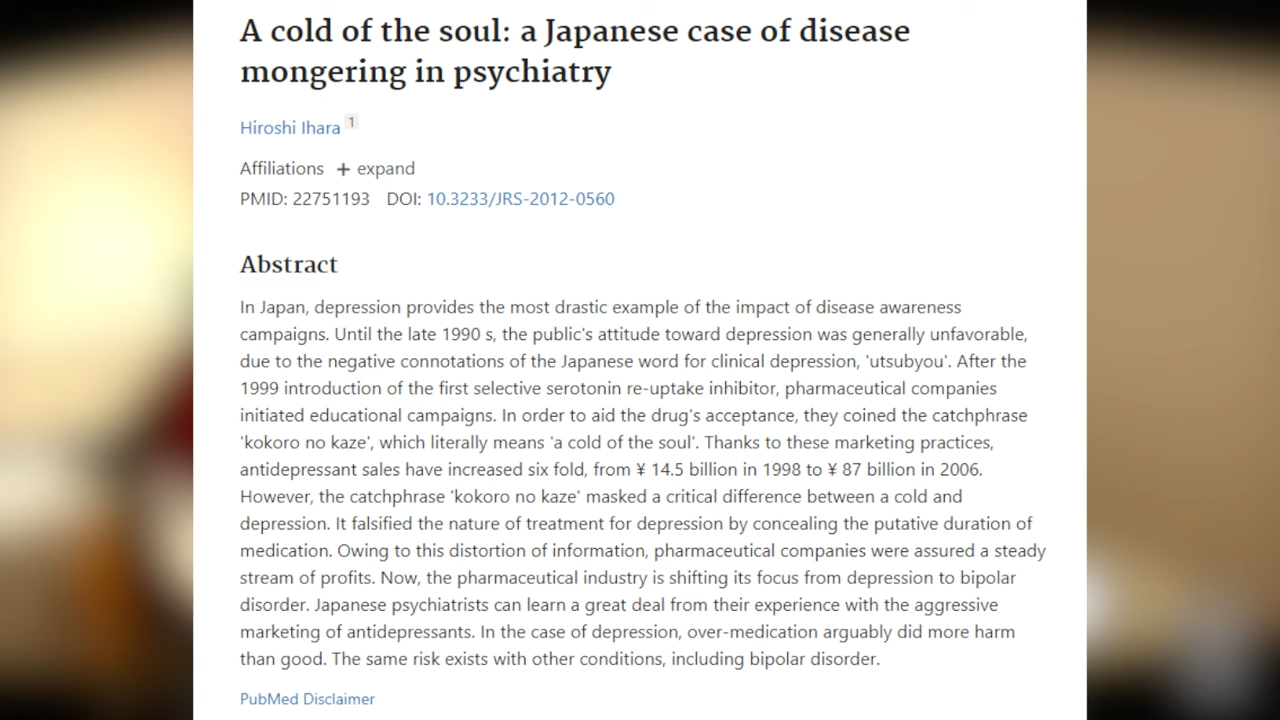 A cold of the soul: a Japanese case of disease
mongering in psychiatry
Hiroshi Ihara 1
Affiliations + expand
PMID: 22751193 DOI: 10.3233/JRS-2012-0560
Abstract
In Japan, depression provides the most drastic example of the impact of disease awareness
campaigns. Until the late 1990 s, the public's attitude toward depression was generally unfavorable,
due to the negative connotations of the Japanese word for clinical depression, 'utsubyou'. After the
1999 introduction of the first selective serotonin re-uptake inhibitor, pharmaceutical companies
initiated educational campaigns. In order to aid the drug's acceptance, they coined the catchphrase
'kokoro no kaze', which literally means 'a cold of the soul'. Thanks to these marketing practices,
antidepressant sales have increased six fold, from ¥ 14.5 billion in 1998 to ¥ 87 billion in 2006.
However, the catchphrase 'kokoro no kaze' masked a critical difference between a cold and
depression. It falsified the nature of treatment for depression by concealing the putative duration of
medication. Owing to this distortion of information, pharmaceutical companies were assured a steady
stream of profits. Now, the pharmaceutical industry is shifting its focus from depression to bipolar
disorder. Japanese psychiatrists can learn a great deal from their experience with the aggressive
marketing of antidepressants. In the case of depression, over-medication arguably did more harm
than good. The same risk exists with other conditions, including bipolar disorder.
PubMed Disclaimer